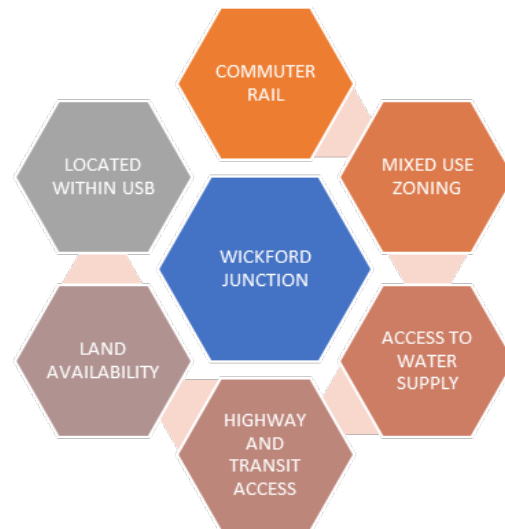 COMMUTER
RAIL
LOCATED
WITHIN USB
MIXED USE
ZONING
WICKFORD
JUNCTION
LAND
AVAILABILITY
ACCESS TO
WATER
SUPPLY
HIGHWAY
AND
TRANSIT
ACCESS